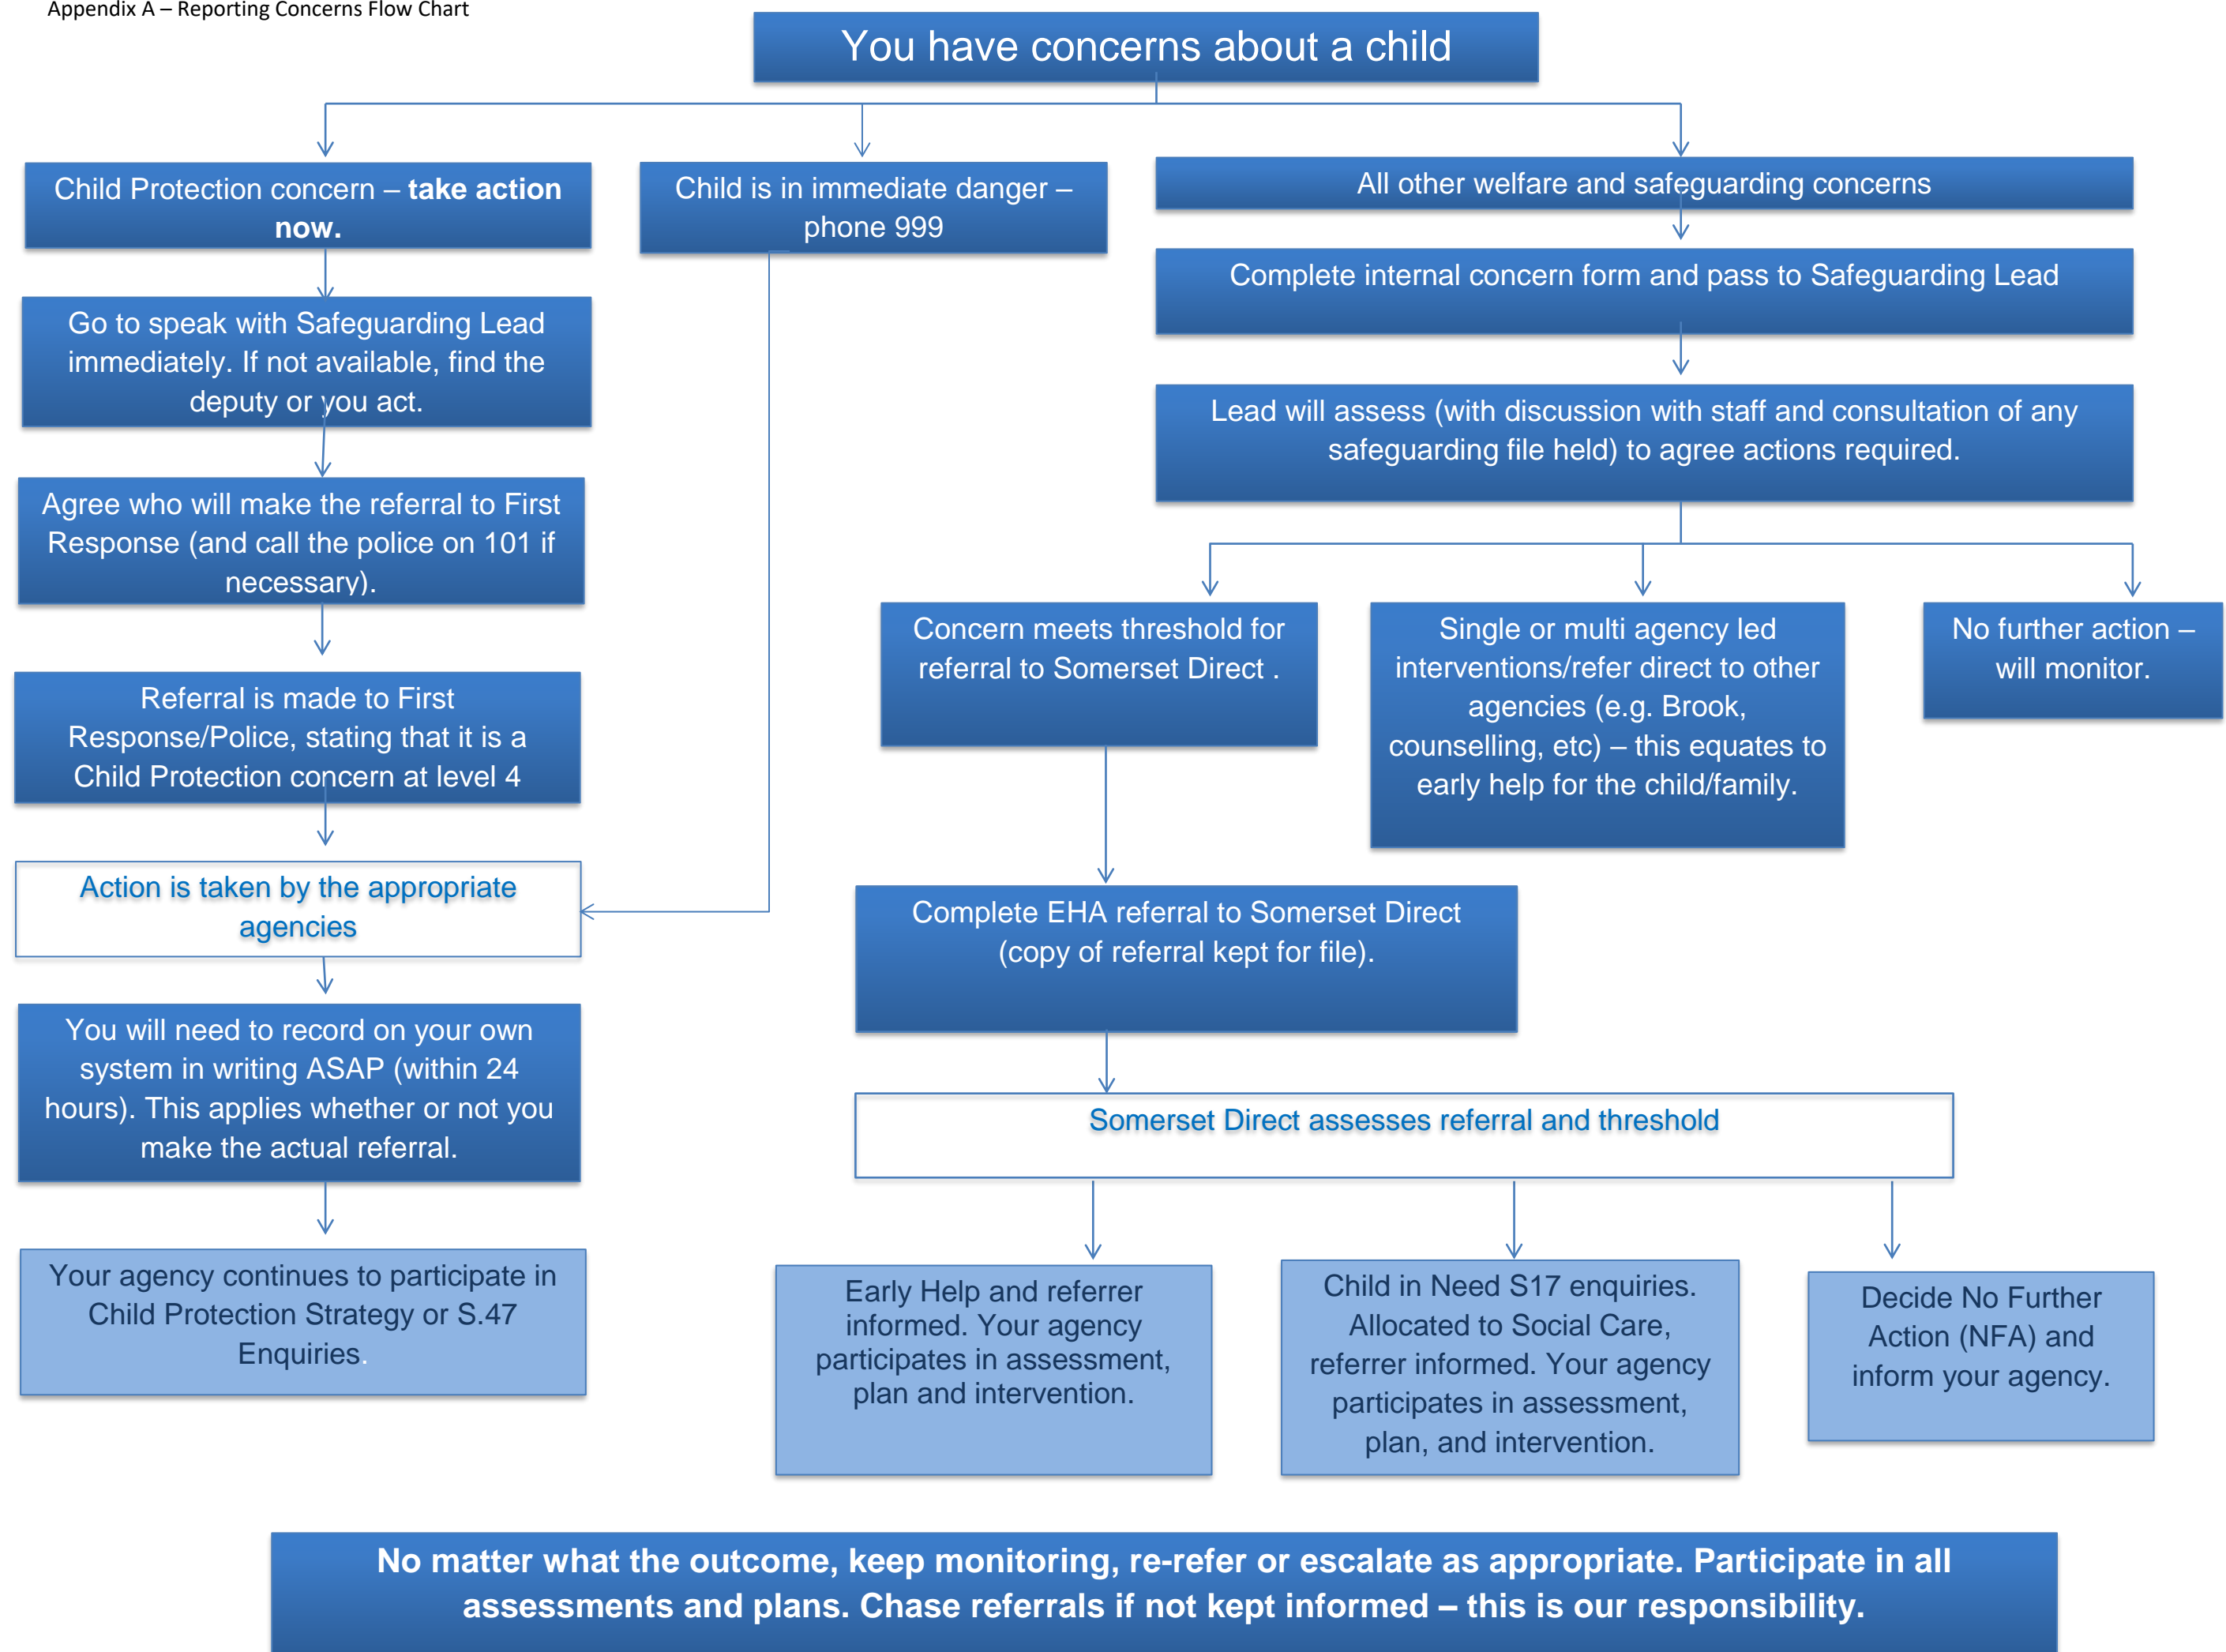 Appendix A – Reporting Concerns Flow Chart
You have concerns about a child
Child Protection concern – take action
now.
Child is in immediate danger –
phone 999
All other welfare and safeguarding concerns
Go to speak with Safeguarding Lead
immediately. If not available, find the
deputy or you act.
Complete internal concern form and pass to Safeguarding Lead
Lead will assess (with discussion with staff and consultation of any
safeguarding file held) to agree actions required.
Agree who will make the referral to First
Response (and call the police on 101 if
necessary).
Referral is made to First
Response/Police, stating that it is a
Child Protection concern at level 4
Concern meets threshold for
referral to Somerset Direct .
Single or multi agency led
interventions/refer direct to other
agencies (e.g. Brook,
counselling, etc) – this equates to
early help for the child/family.
No further action –
will monitor.
Action is taken by the appropriate
agencies
Complete EHA referral to Somerset Direct
(copy of referral kept for file).
You will need to record on your own
system in writing ASAP (within 24
hours). This applies whether or not you
make the actual referral.
Somerset Direct assesses referral and threshold
Your agency continues to participate in
Child Protection Strategy or S.47
Enquiries.
Early Help and referrer
informed. Your agency
participates in assessment,
plan and intervention.
Child in Need S17 enquiries.
Allocated to Social Care,
referrer informed. Your agency
participates in assessment,
plan, and intervention.
Decide No Further
Action (NFA) and
inform your agency.
No matter what the outcome, keep monitoring, re-refer or escalate as appropriate. Participate in all
assessments and plans. Chase referrals if not kept informed – this is our responsibility.